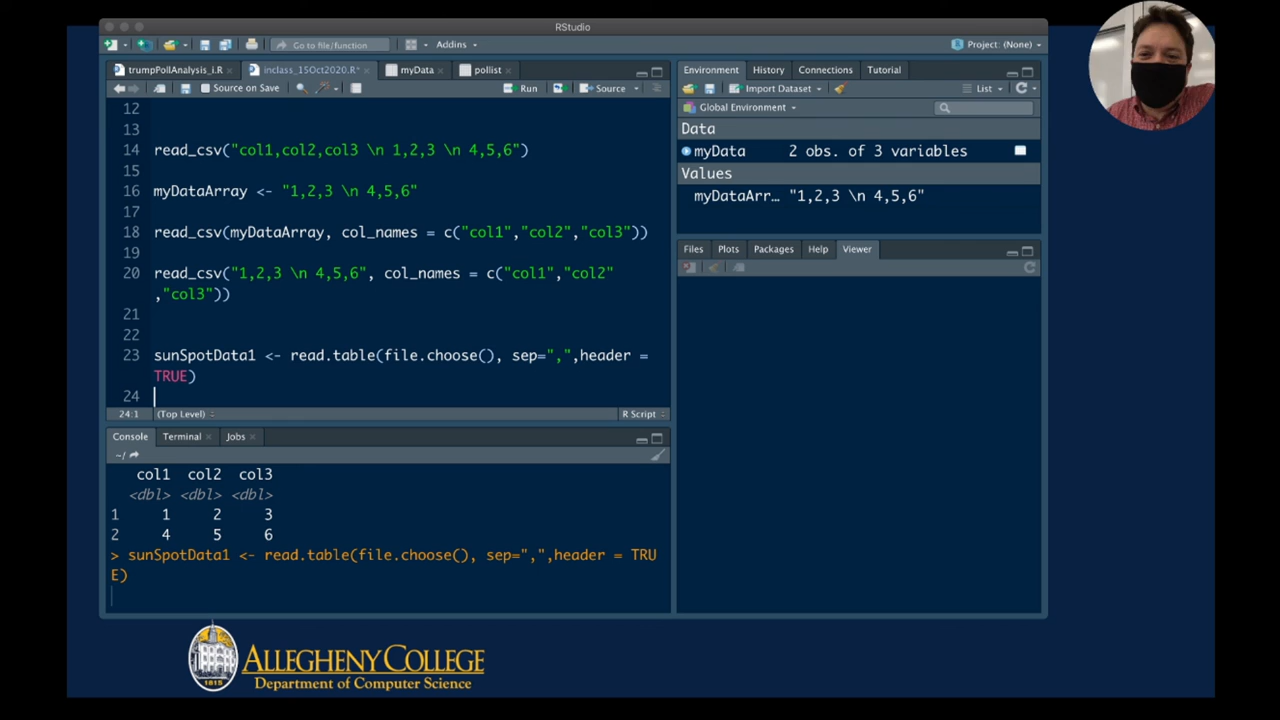 RStudio
Go to file/function
Addins
Project: (None)
trumpPollAnalysis_i.R
inclass_15Oct2020.R*
myData
pollist
Source on Save
Run
Source
12
13
14 read_csv("col1,col2,col3 \n 1,2,3 \n 4,5,6")
15
16 myDataArray <- "1,2,3 \n 4,5,6"
17
18 read_csv(myDataArray, col_names = c("col1","col2","col3"))
19
20 read_csv("1,2,3 \n 4,5,6", col_names = c("col1","col2"
,"col3"))
21
22
23 sunSpotData1 <- read.table(file.choose(), sep=",",header =
TRUE)
24
24:1 (Top Level) R Script
Console Terminal Jobs
~/
col1 col2 col3
<dbl> <dbl> <dbl>
1 1 2 3
2 4 5 6
> sunSpotData1 <- read.table(file.choose(), sep=",",header = TRU
E)
Environment History Connections Tutorial
Import Dataset List
Global Environment
Data
myData 2 obs. of 3 variables
Values
myDataArr… "1,2,3 \n 4,5,6"
Files Plots Packages Help Viewer
1815
ALLEGHENY COLLEGE
Department of Computer Science